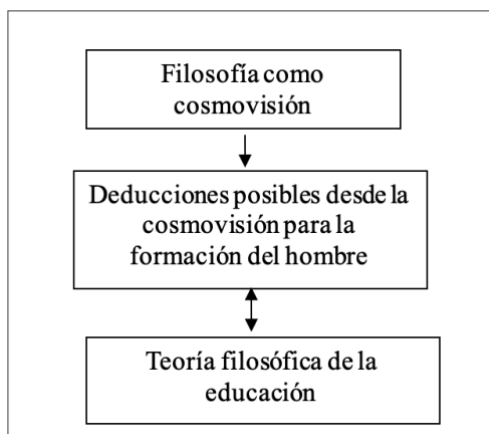 Filosofía como
cosmovisión
Deducciones posibles desde la
cosmovisión para la
formación del hombre
Teoría filosófica de la
educación